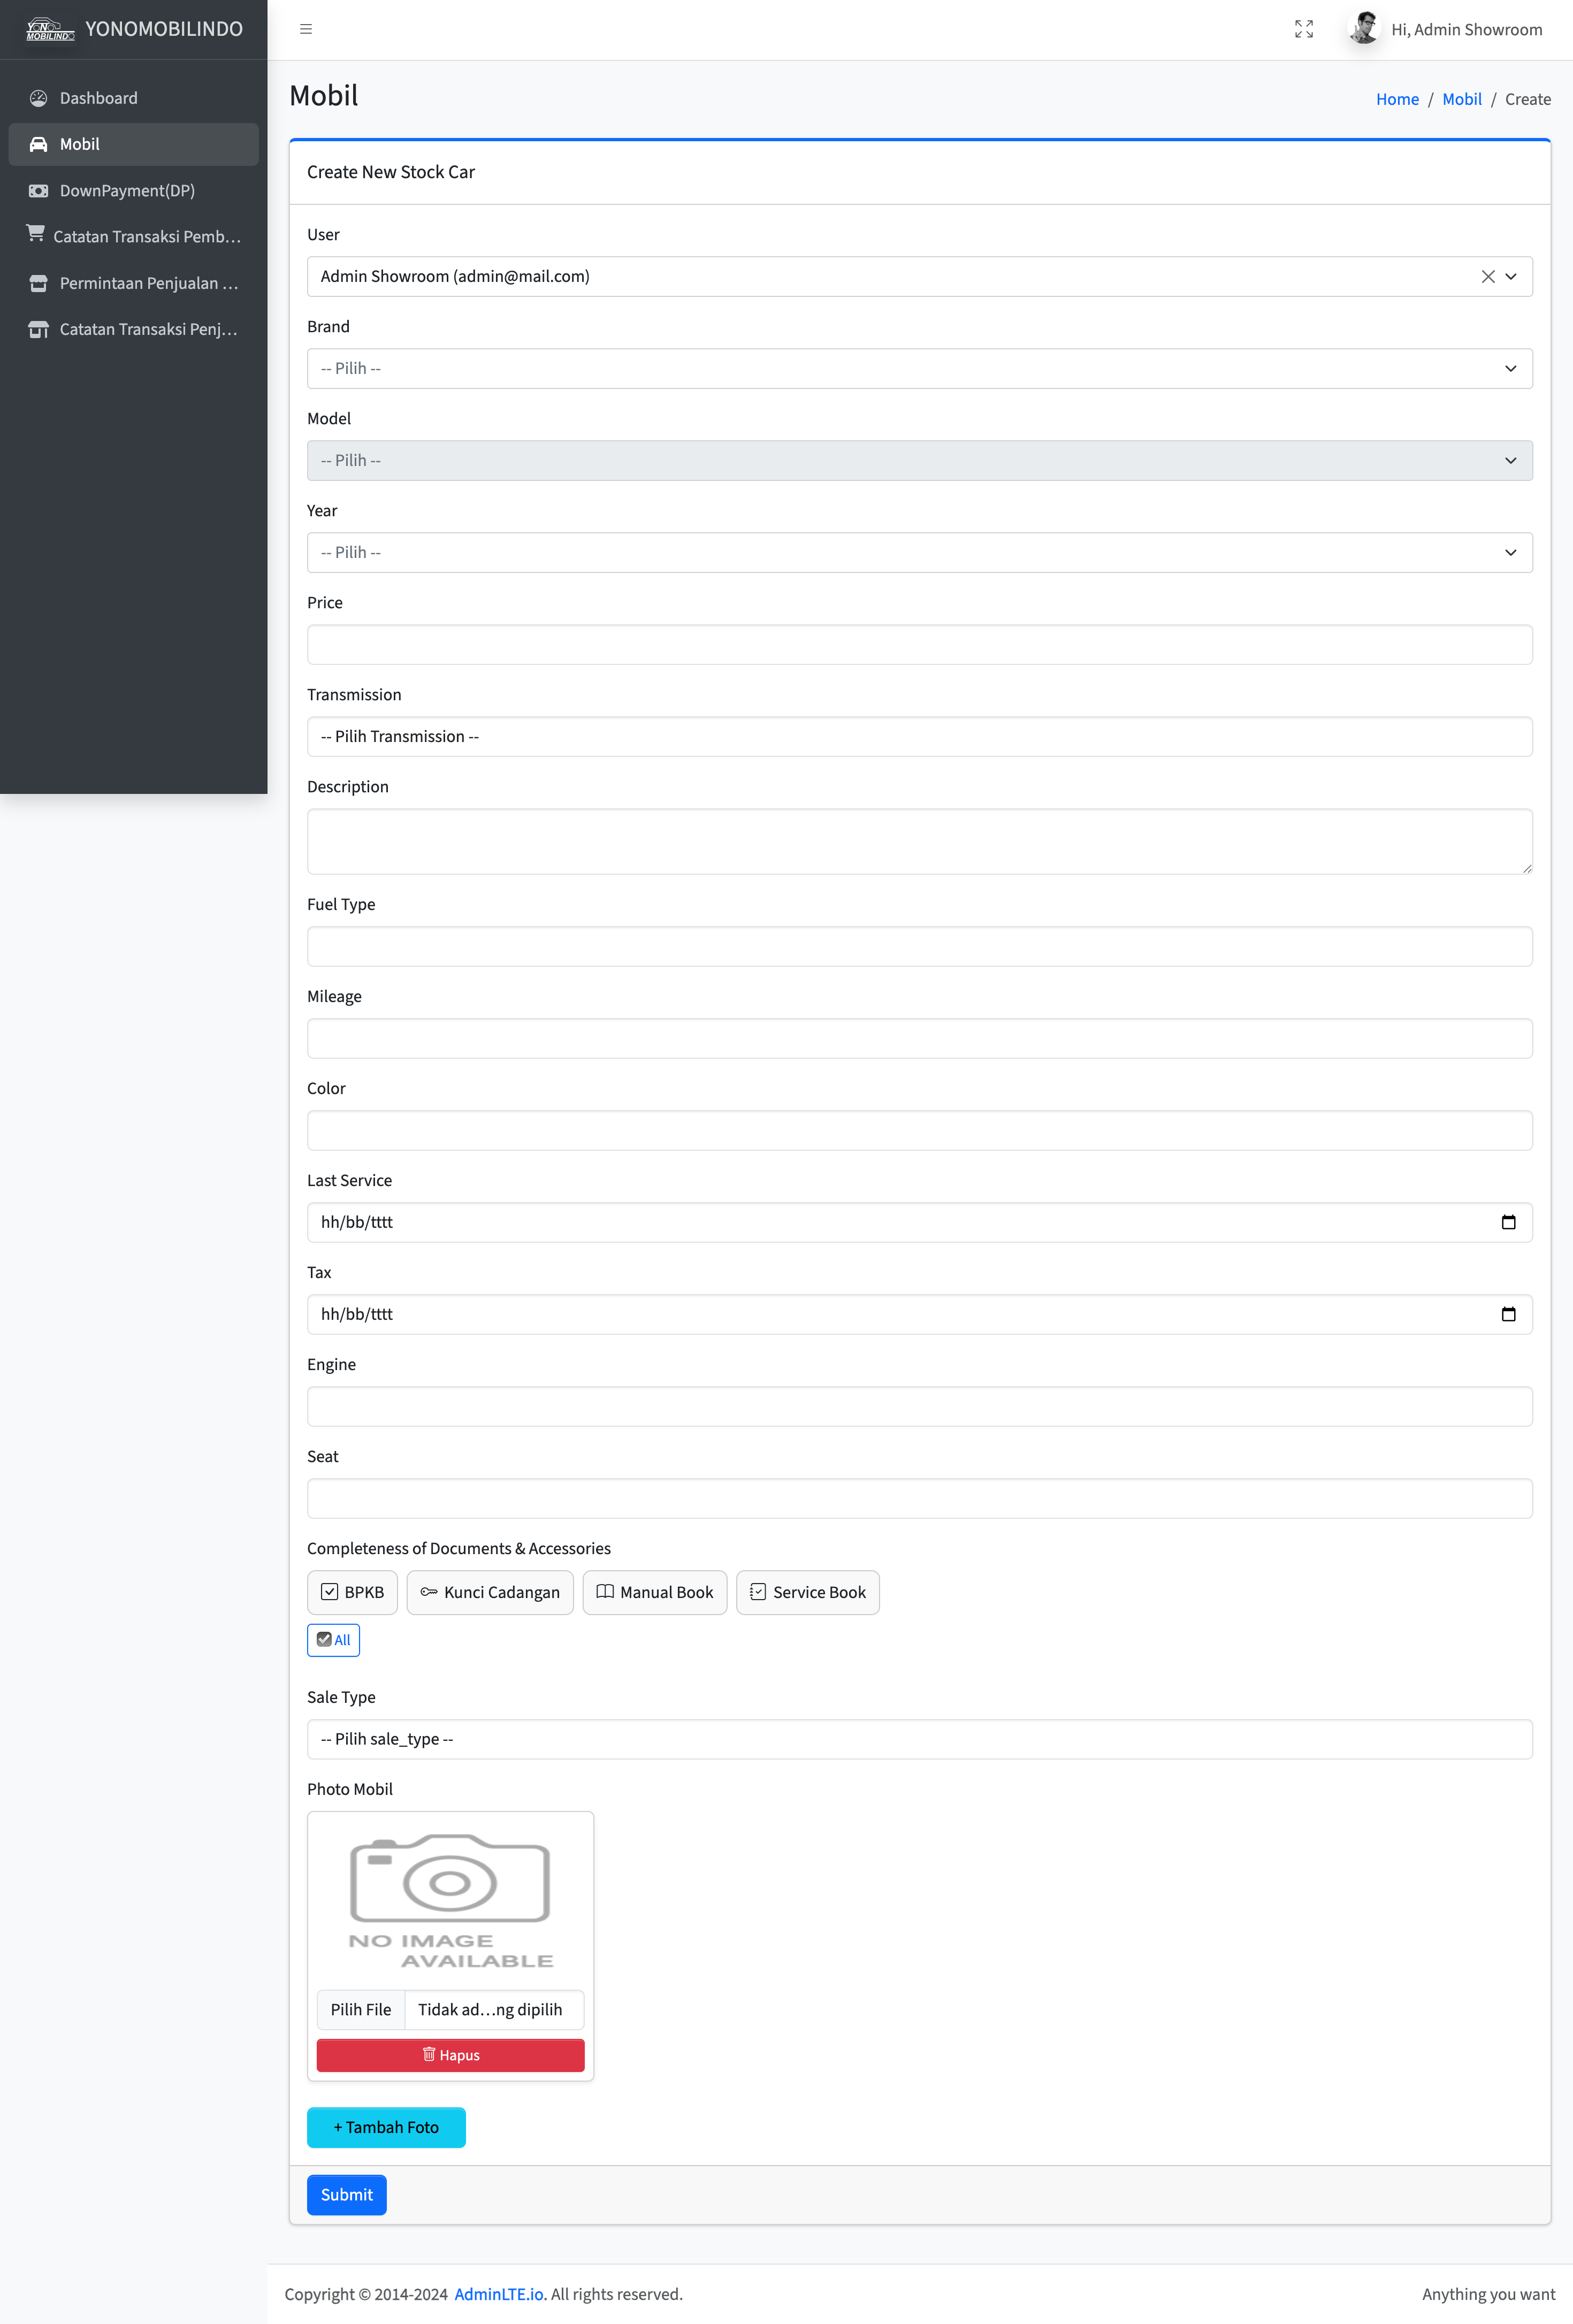 YON
MOBILINDO
YONOMOBILINDO
Hi, Admin Showroom
Dashboard
Mobil
DownPayment(DP)
Catatan Transaksi Pemb...
Permintaan Penjualan ...
Catatan Transaksi Penj...
Mobil
Home / Mobil / Create
Create New Stock Car
User
Admin Showroom (admin@mail.com)
Brand
-- Pilih --
Model
-- Pilih --
Year
-- Pilih --
Price
Transmission
-- Pilih Transmission --
Description
Fuel Type
Mileage
Color
Last Service
hh/bb/tttt
Tax
hh/bb/tttt
Engine
Seat
Completeness of Documents & Accessories
BPKB Kunci Cadangan Manual Book Service Book
All
Sale Type
-- Pilih sale_type --
Photo Mobil
NO IMAGE
AVAILABLE
Pilih File Tidak ad...ng dipilih
Hapus
+ Tambah Foto
Submit
Copyright © 2014-2024 AdminLTE.io. All rights reserved. Anything you want